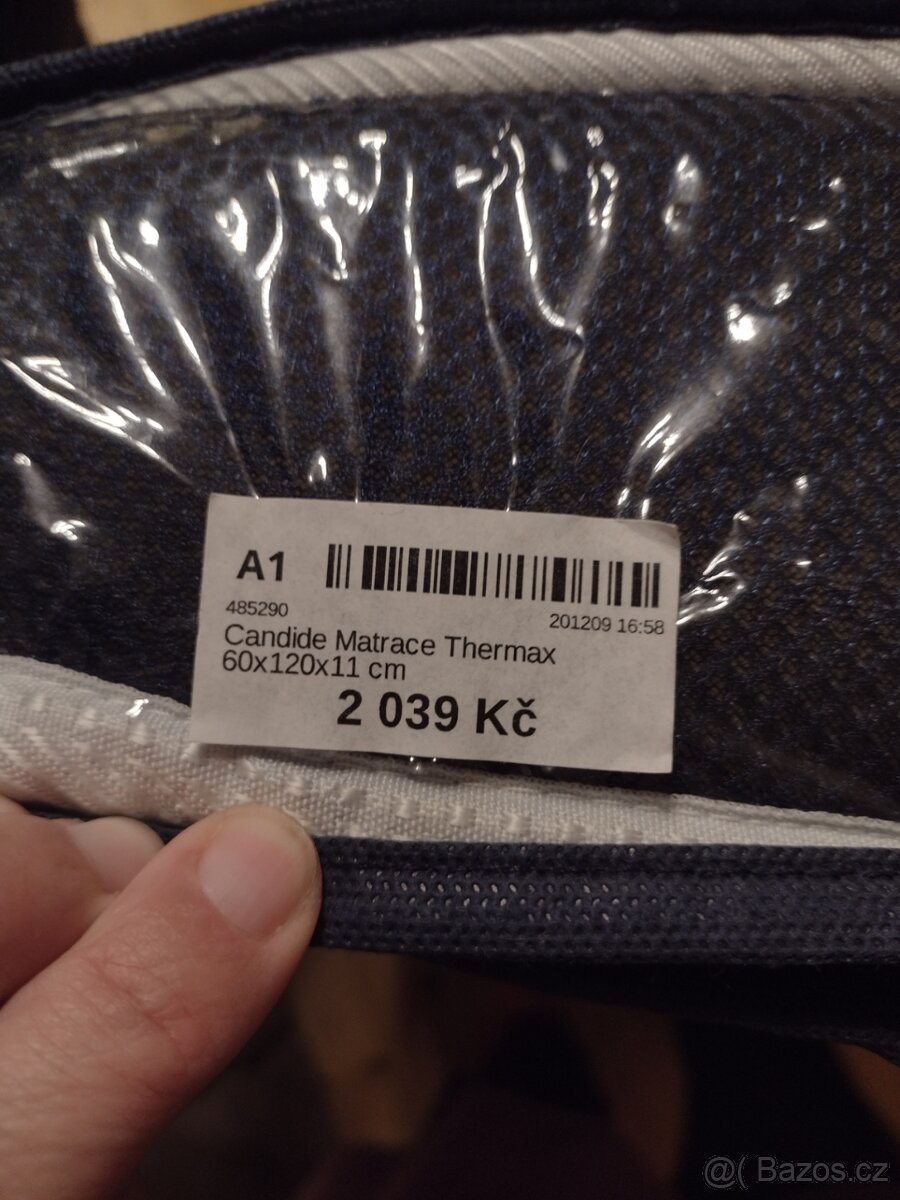 A1
485290
201209 16:58
Candide Matrace Thermax
60x120x11 cm
2 039 Kč
@( Bazos.cz